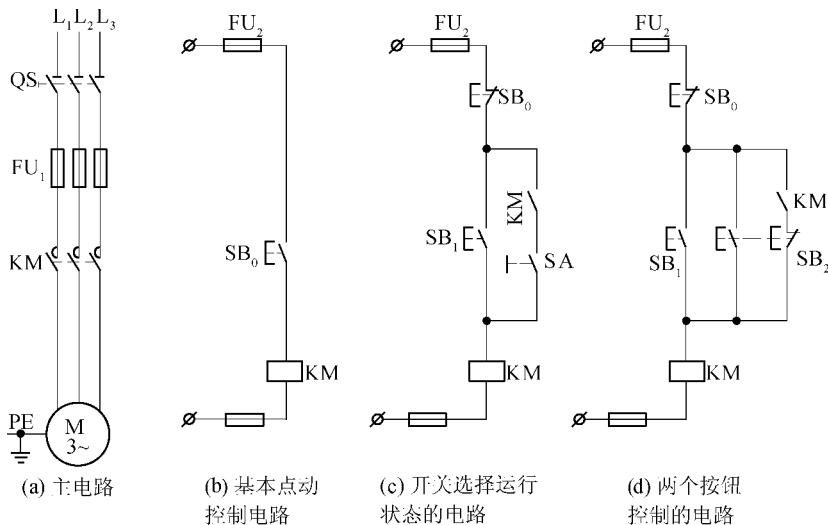 L₁ L₂ L₃
QS
FU₁
KM
PE
M
3~
(a) 主电路
FU₂
SB₀
KM
(b) 基本点动
控制电路
FU₂
SB₀
KM
SB₁
SA
KM
(c) 开关选择运行
状态的电路
FU₂
SB₀
KM
SB₁
SB₂
KM
(d) 两个按钮
控制的电路